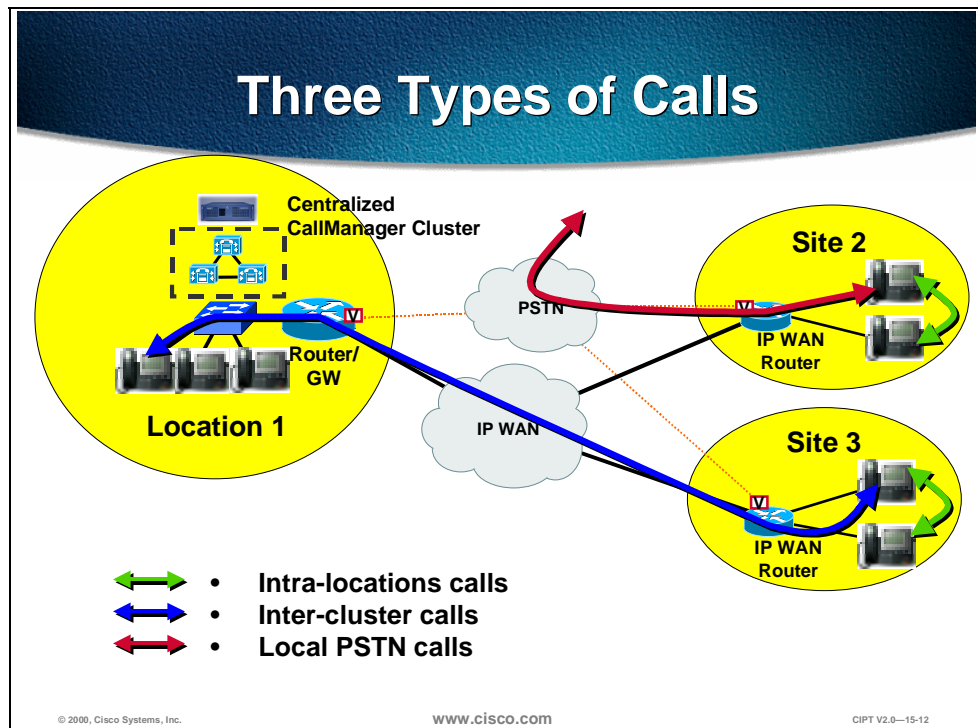 Three Types of Calls
Centralized
CallManager Cluster
V
Router/
GW
Location 1
PSTN
IP WAN
Site 2
V
IP WAN
Router
Site 3
V
IP WAN
Router
• Intra-locations calls
• Inter-cluster calls
• Local PSTN calls
© 2000, Cisco Systems, Inc.
www.cisco.com
CIPT V2.0—15-12